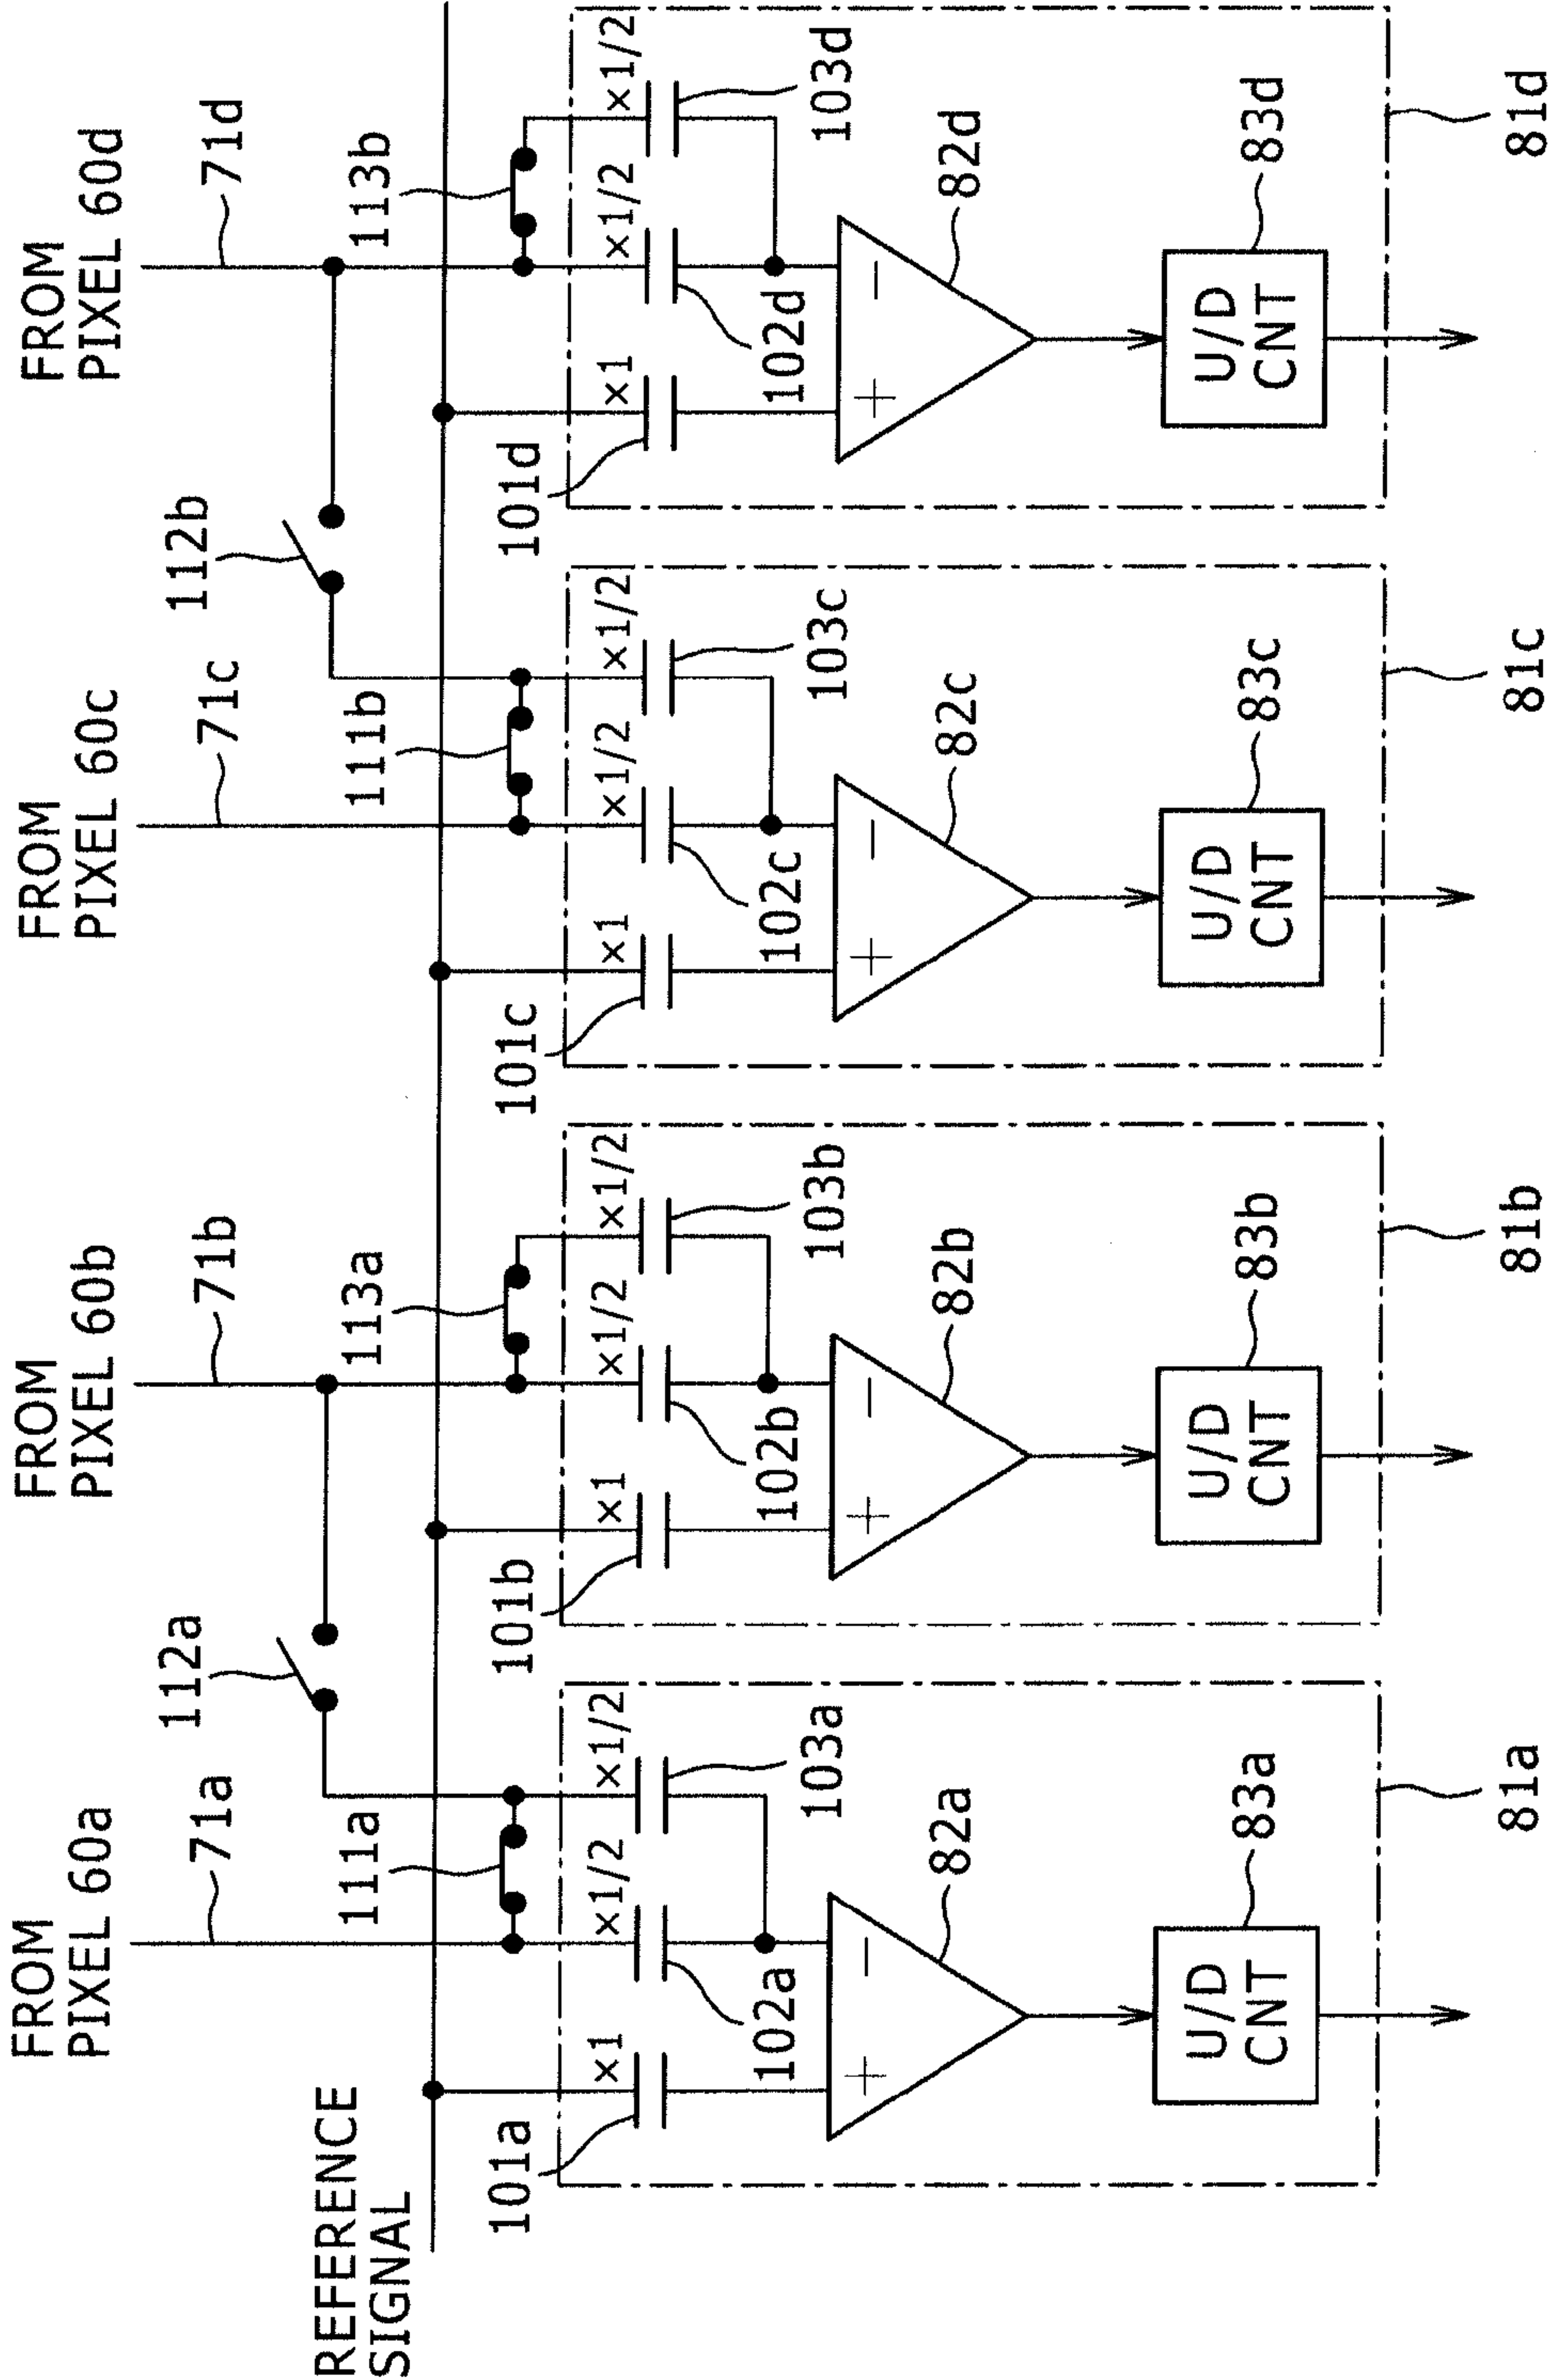 FROM
PIXEL 60a
FROM
PIXEL 60b
FROM
PIXEL 60c
FROM
PIXEL 60d
71a
71b
71c
71d
112a
112b
REFERENCE
SIGNAL
111a
113a
111b
113b
101a
×1
×1/2
×1/2
101b
×1
×1/2
×1/2
101c
×1
×1/2
×1/2
101d
×1
×1/2
×1/2
102a
103a
102b
103b
102c
103c
102d
103d
+
−
82a
+
−
82b
+
−
82c
+
−
82d
U/D
CNT
83a
U/D
CNT
83b
U/D
CNT
83c
U/D
CNT
83d
81a
81b
81c
81d